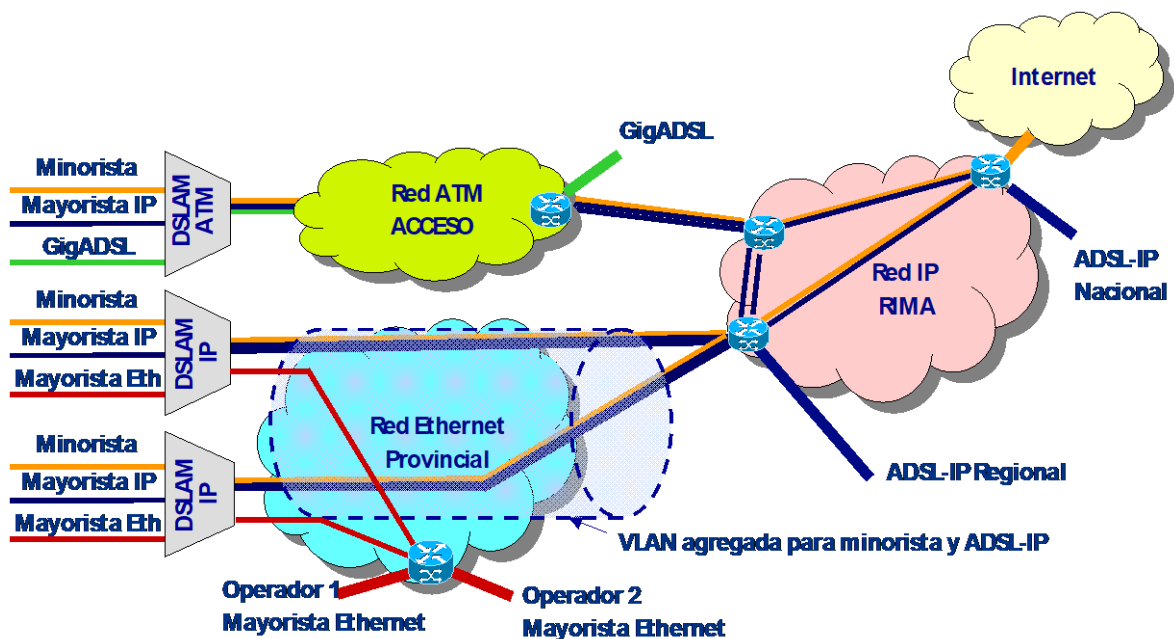 Internet
GigADSL
Minorista
Mayorista IP
GigADSL
DSLAM
ATM
Red ATM
ACCESO
Red IP
RIMA
ADSL-IP
Nacional
Minorista
Mayorista IP
Mayorista Eth
DSLAM
IP
Red Ethernet
Provincial
Minorista
Mayorista IP
Mayorista Eth
DSLAM
IP
ADSL-IP Regional
VLAN agregada para minorista y ADSL-IP
Operador 1
Mayorista Ethernet
Operador 2
Mayorista Ethernet